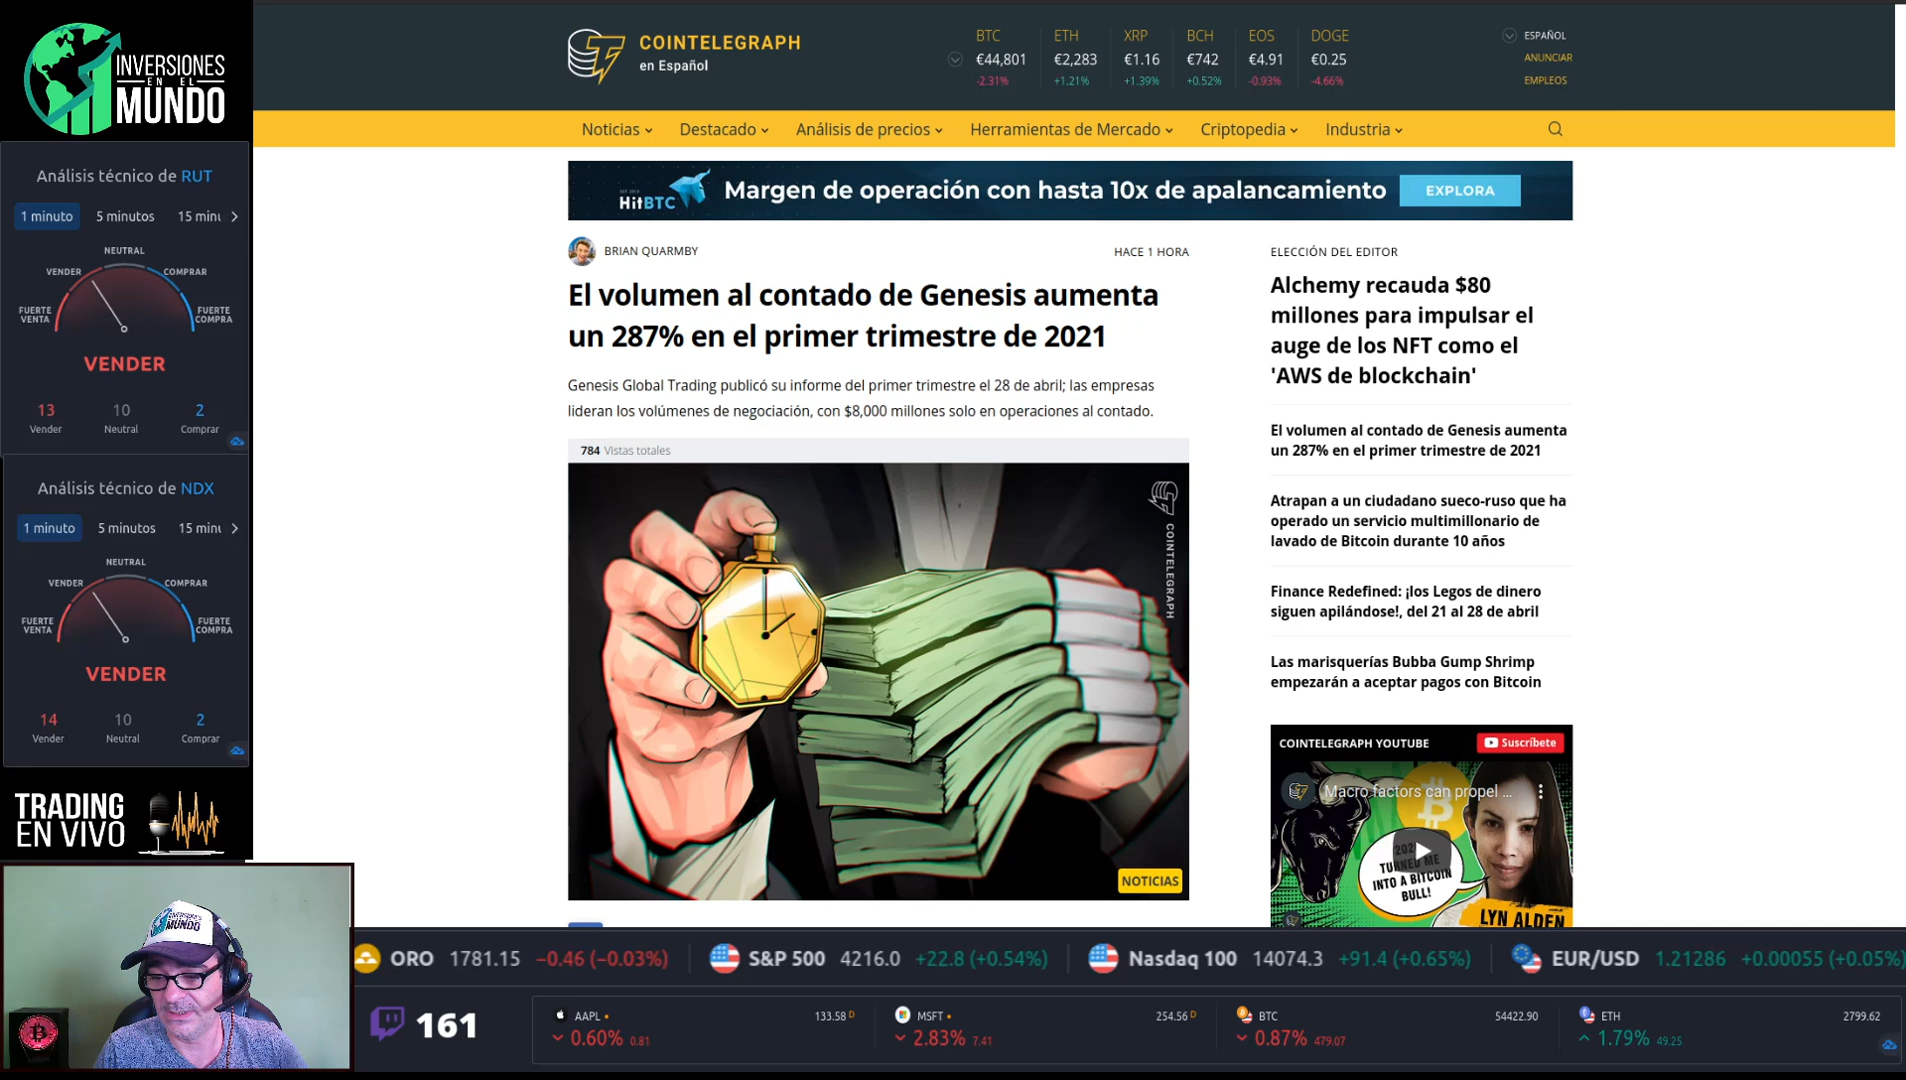 INVERSIONES
EN EL
MUNDO
Análisis técnico de RUT
1 minuto
5 minutos
15 minu
NEUTRAL
VENDER
COMPRAR
FUERTE
VENTA
FUERTE
COMPRA
VENDER
13
10
2
Vender
Neutral
Comprar
Análisis técnico de NDX
1 minuto
5 minutos
15 minu
NEUTRAL
VENDER
COMPRAR
FUERTE
VENTA
FUERTE
COMPRA
VENDER
14
10
2
Vender
Neutral
Comprar
TRADING
EN VIVO
INVERSIONES
MUNDO
COINTELEGRAPH
en Español
BTC
€44,801
-2.31%
ETH
€2,283
+1.21%
XRP
€1.16
+1.39%
BCH
€742
+0.52%
EOS
€4.91
-0.93%
DOGE
€0.25
-4.66%
ESPAÑOL
ANUNCIAR
EMPLEOS
Noticias
Destacado
Análisis de precios
Herramientas de Mercado
Criptopedia
Industria
HitBTC
Margen de operación con hasta 10x de apalancamiento
EXPLORA
BRIAN QUARMBY
HACE 1 HORA
El volumen al contado de Genesis aumenta
un 287% en el primer trimestre de 2021
Genesis Global Trading publicó su informe del primer trimestre el 28 de abril; las empresas
lideran los volúmenes de negociación, con $8,000 millones solo en operaciones al contado.
784 Vistas totales
COINTELEGRAPH
NOTICIAS
ELECCIÓN DEL EDITOR
Alchemy recauda $80
millones para impulsar el
auge de los NFT como el
'AWS de blockchain'
El volumen al contado de Genesis aumenta
un 287% en el primer trimestre de 2021
Atrapan a un ciudadano sueco-ruso que ha
operado un servicio multimillonario de
lavado de Bitcoin durante 10 años
Finance Redefined: ¡los Legos de dinero
siguen apilándose!, del 21 al 28 de abril
Las marisquerías Bubba Gump Shrimp
empezarán a aceptar pagos con Bitcoin
COINTELEGRAPH YOUTUBE
Suscríbete
Macro factors can propel ...
TURNED ME
INTO A BITCOIN
BULL!
LYN ALDEN
ORO 1781.15 −0.46 (−0.03%)
S&P 500 4216.0 +22.8 (+0.54%)
Nasdaq 100 14074.3 +91.4 (+0.65%)
EUR/USD 1.21286 +0.00055 (+0.05%)
161
AAPL
133.58 D
0.60% 0.81
MSFT
254.56 D
2.83% 7.41
BTC
54422.90
0.87% 479.07
ETH
2799.62
1.79% 49.25